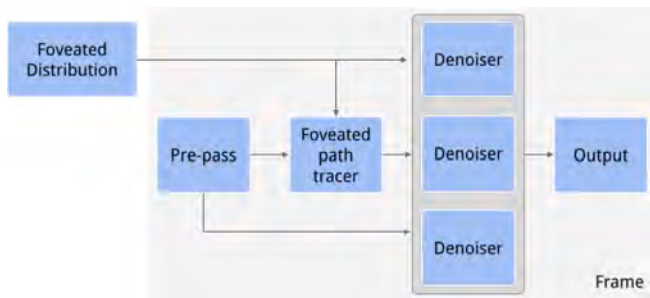 Foveated
Distribution
Denoiser
Pre-pass
Foveated
path
tracer
Denoiser
Output
Denoiser
Frame